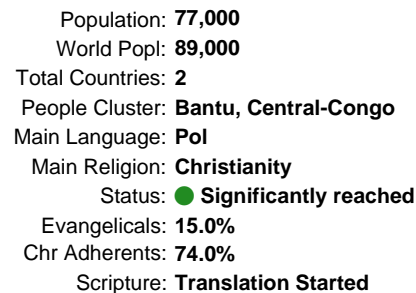 Population: 77,000
World Popl: 89,000
Total Countries: 2
People Cluster: Bantu, Central-Congo
Main Language: Pol
Main Religion: Christianity
Status: Significantly reached
Evangelicals: 15.0%
Chr Adherents: 74.0%
Scripture: Translation Started